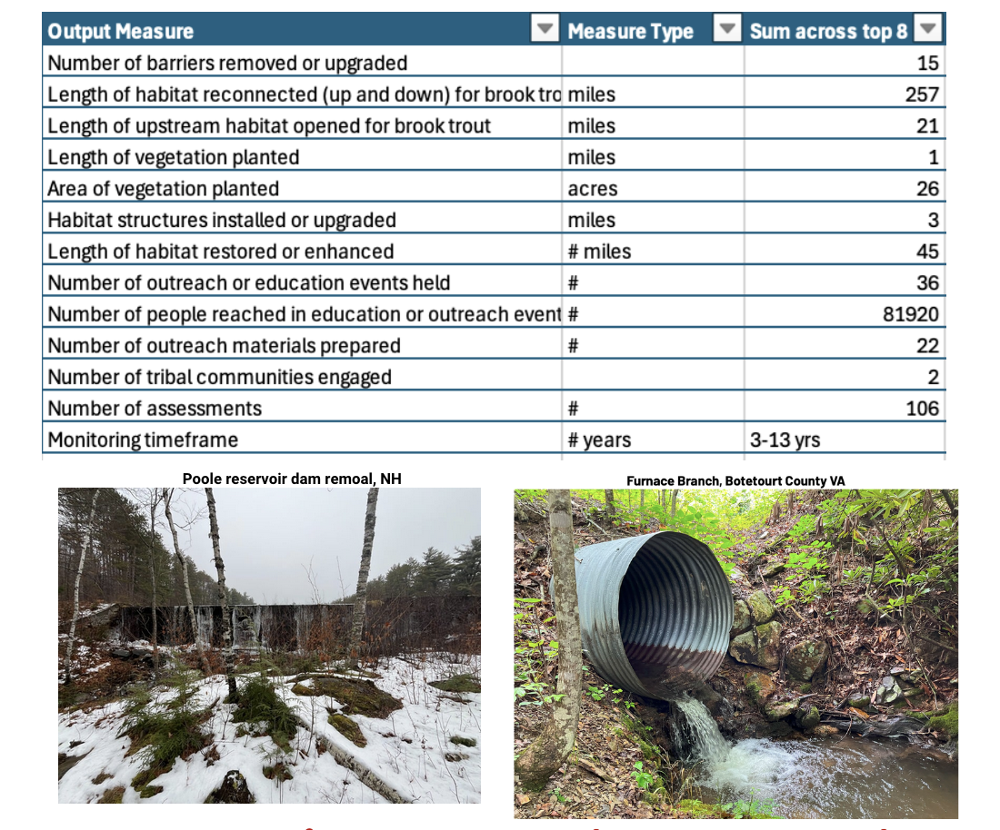 Output Measure Measure Type Sum across top 8
Number of barriers removed or upgraded 15
Length of habitat reconnected (up and down) for brook tro miles 257
Length of upstream habitat opened for brook trout miles 21
Length of vegetation planted miles 1
Area of vegetation planted acres 26
Habitat structures installed or upgraded miles 3
Length of habitat restored or enhanced # miles 45
Number of outreach or education events held # 36
Number of people reached in education or outreach event # 81920
Number of outreach materials prepared # 22
Number of tribal communities engaged 2
Number of assessments # 106
Monitoring timeframe # years 3-13 yrs
Poole reservoir dam remoal, NH
Furnace Branch, Botetourt County VA